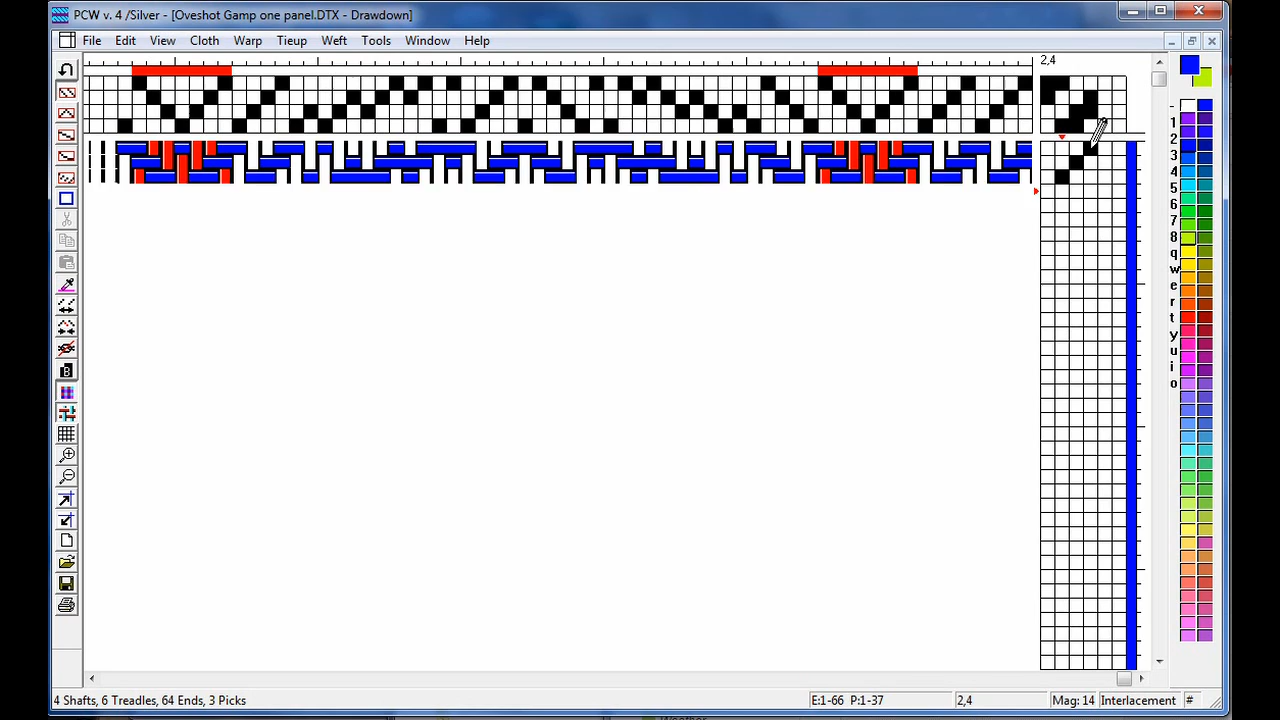 PCW v. 4 /Silver - [Oveshot Gamp one panel.DTX - Drawdown]
File Edit View Cloth Warp Tieup Weft Tools Window Help
2,4
-
1
2
3
4
5
6
7
8
q
w
e
r
t
y
u
i
o
B
4 Shafts, 6 Treadles, 64 Ends, 3 Picks E:1-66 P:1-37 2,4 Mag: 14 Interlacement #